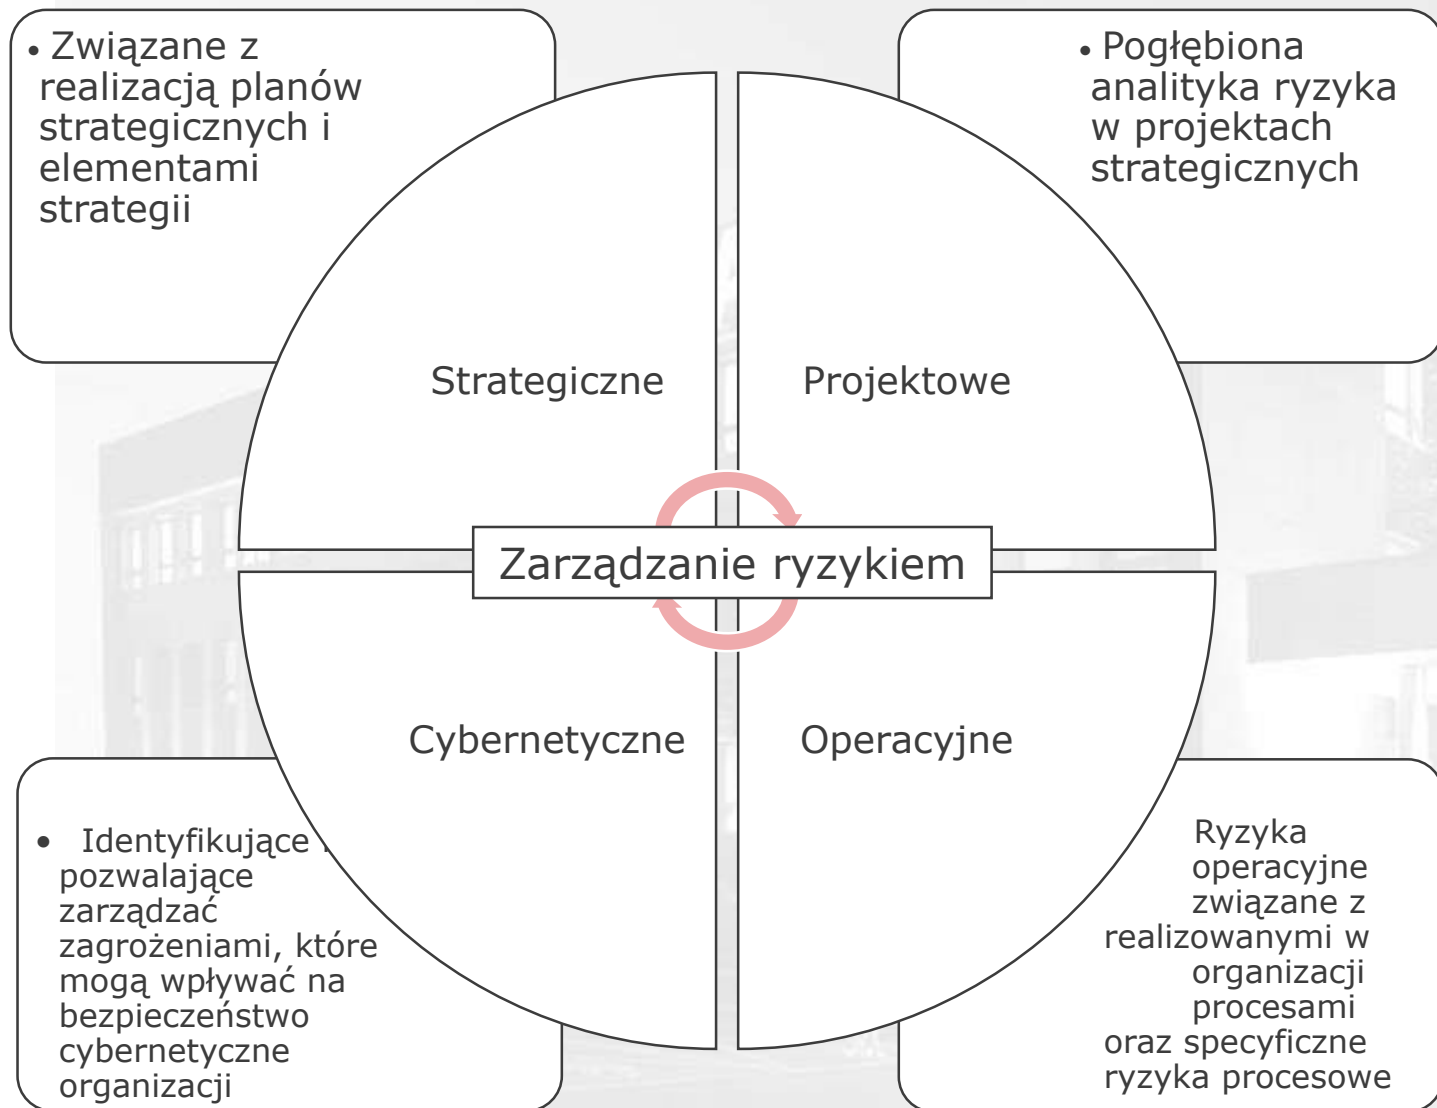 • Związane z
realizacją planów
strategicznych i
elementami
strategii
• Pogłębiona
analityka ryzyka
w projektach
strategicznych
Strategiczne
Projektowe
Zarządzanie ryzykiem
Cybernetyczne
Operacyjne
• Identyfikujące
pozwalające
zarządzać
zagrożeniami, które
mogą wpływać na
bezpieczeństwo
cybernetyczne
organizacji
Ryzyka
operacyjne
związane z
realizowanymi w
organizacji
procesami
oraz specyficzne
ryzyka procesowe